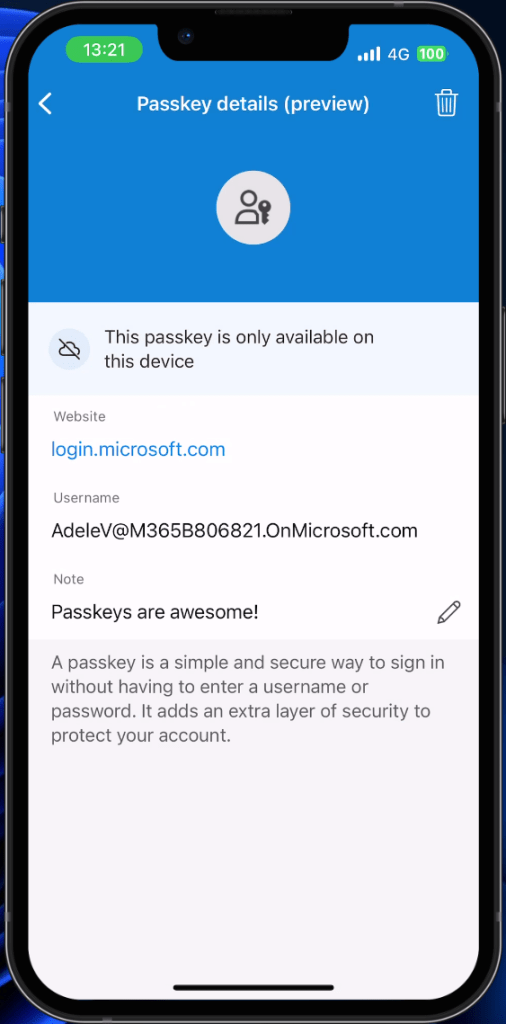 13:21
4G 100
Passkey details (preview)
This passkey is only available on
this device
Website
login.microsoft.com
Username
AdeleV@M365B806821.OnMicrosoft.com
Note
Passkeys are awesome!
A passkey is a simple and secure way to sign in
without having to enter a username or
password. It adds an extra layer of security to
protect your account.